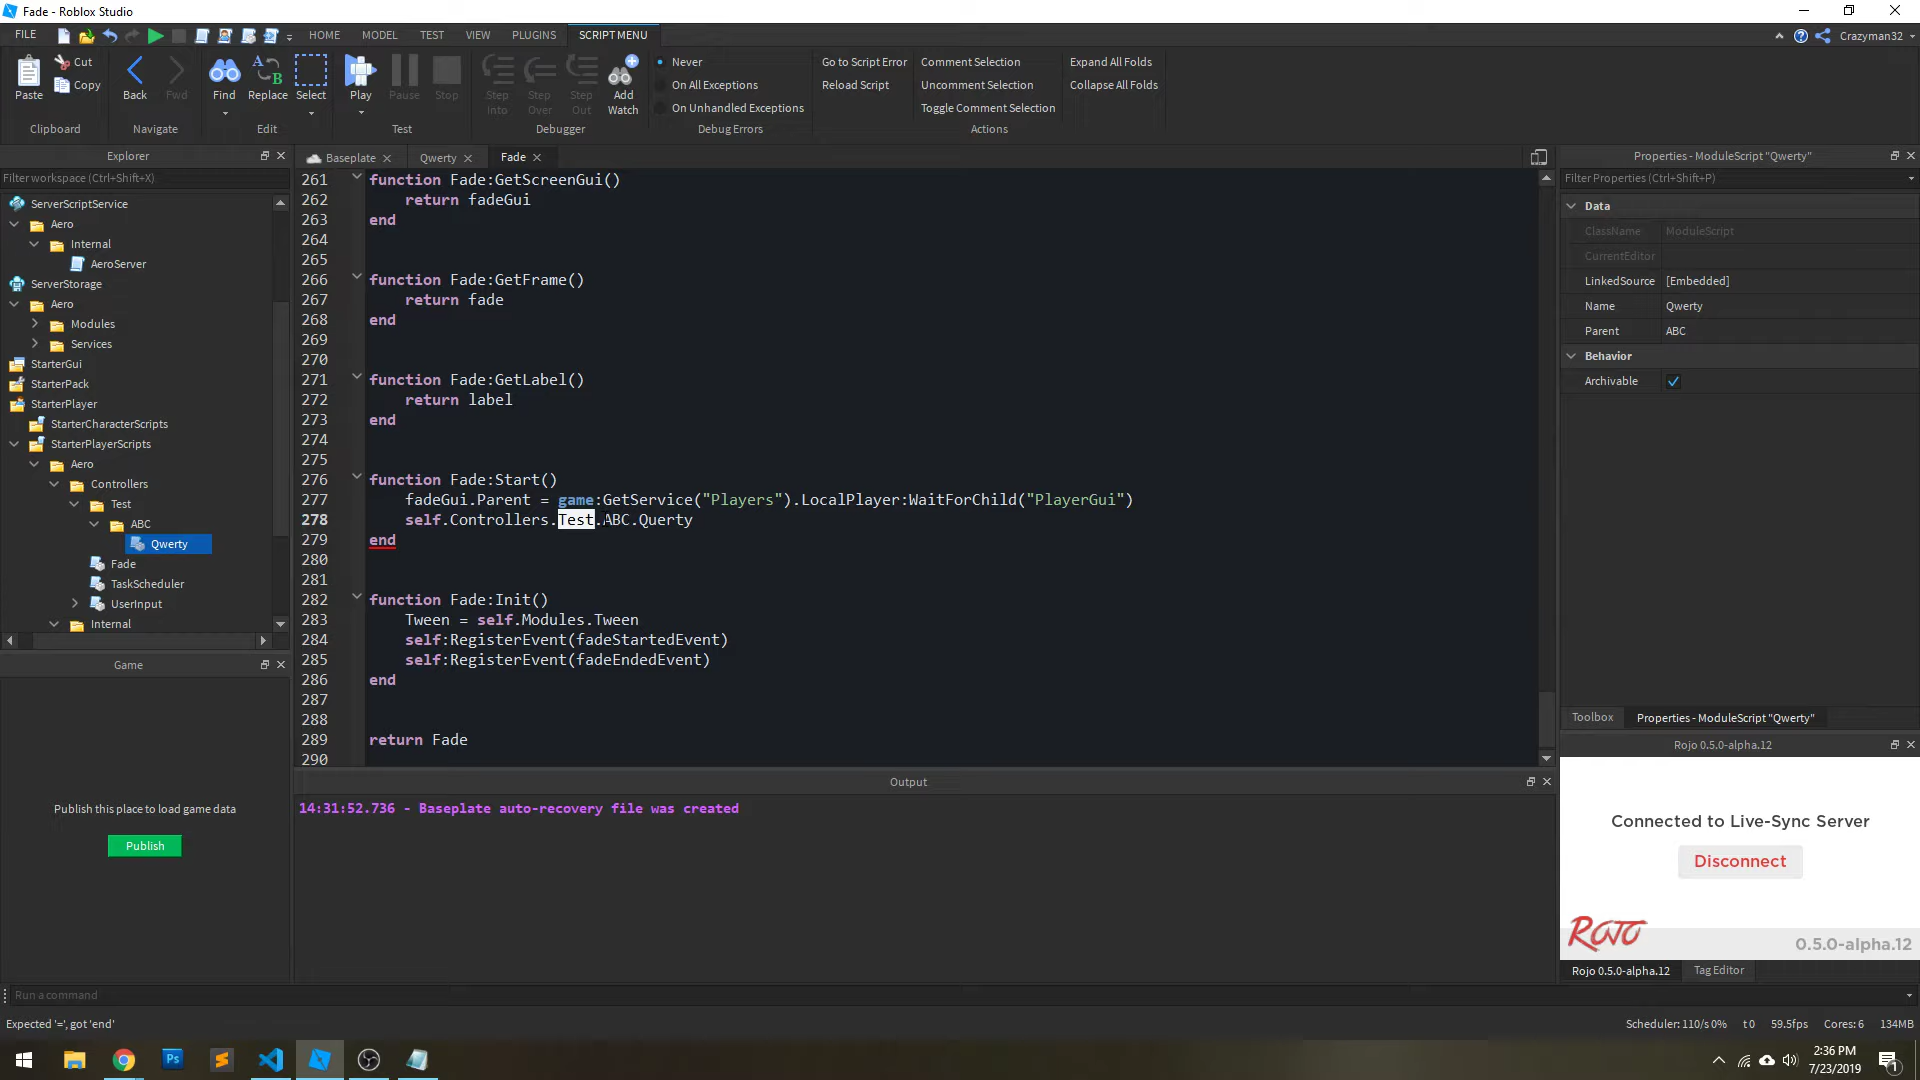 Fade - Roblox Studio
FILE
HOME
MODEL
TEST
VIEW
PLUGINS
SCRIPT MENU
Crazyman32
Paste
Cut
Copy
Clipboard
Back
Fwd
Navigate
Find
Replace
Select
Edit
Play
Pause
Stop
Test
Step Into
Step Over
Step Out
Add Watch
Debugger
Never
On All Exceptions
On Unhandled Exceptions
Debug Errors
Go to Script Error
Reload Script
Comment Selection
Uncomment Selection
Toggle Comment Selection
Actions
Expand All Folds
Collapse All Folds
Explorer
Filter workspace (Ctrl+Shift+X)
ServerScriptService
Aero
Internal
AeroServer
ServerStorage
Aero
Modules
Services
StarterGui
StarterPack
StarterPlayer
StarterCharacterScripts
StarterPlayerScripts
Aero
Controllers
Test
ABC
Qwerty
Fade
TaskScheduler
UserInput
Internal
Game
Publish this place to load game data
Publish
Baseplate
Qwerty
Fade
261 function Fade:GetScreenGui()
262 return fadeGui
263 end
264
265
266 function Fade:GetFrame()
267 return fade
268 end
269
270
271 function Fade:GetLabel()
272 return label
273 end
274
275
276 function Fade:Start()
277 fadeGui.Parent = game:GetService("Players").LocalPlayer:WaitForChild("PlayerGui")
278 self.Controllers.Test.ABC.Querty
279 end
280
281
282 function Fade:Init()
283 Tween = self.Modules.Tween
284 self:RegisterEvent(fadeStartedEvent)
285 self:RegisterEvent(fadeEndedEvent)
286 end
287
288
289 return Fade
290
Output
14:31:52.736 - Baseplate auto-recovery file was created
Properties - ModuleScript "Qwerty"
Filter Properties (Ctrl+Shift+P)
Data
ClassName ModuleScript
CurrentEditor
LinkedSource [Embedded]
Name Qwerty
Parent ABC
Behavior
Archivable
Toolbox
Properties - ModuleScript "Qwerty"
Rojo 0.5.0-alpha.12
Connected to Live-Sync Server
Disconnect
ROJO
0.5.0-alpha.12
Rojo 0.5.0-alpha.12
Tag Editor
Run a command
Expected '=', got 'end'
Scheduler: 110/s 0% t 0 59.5fps Cores: 6 134MB
Ps
2:36 PM
7/23/2019
1